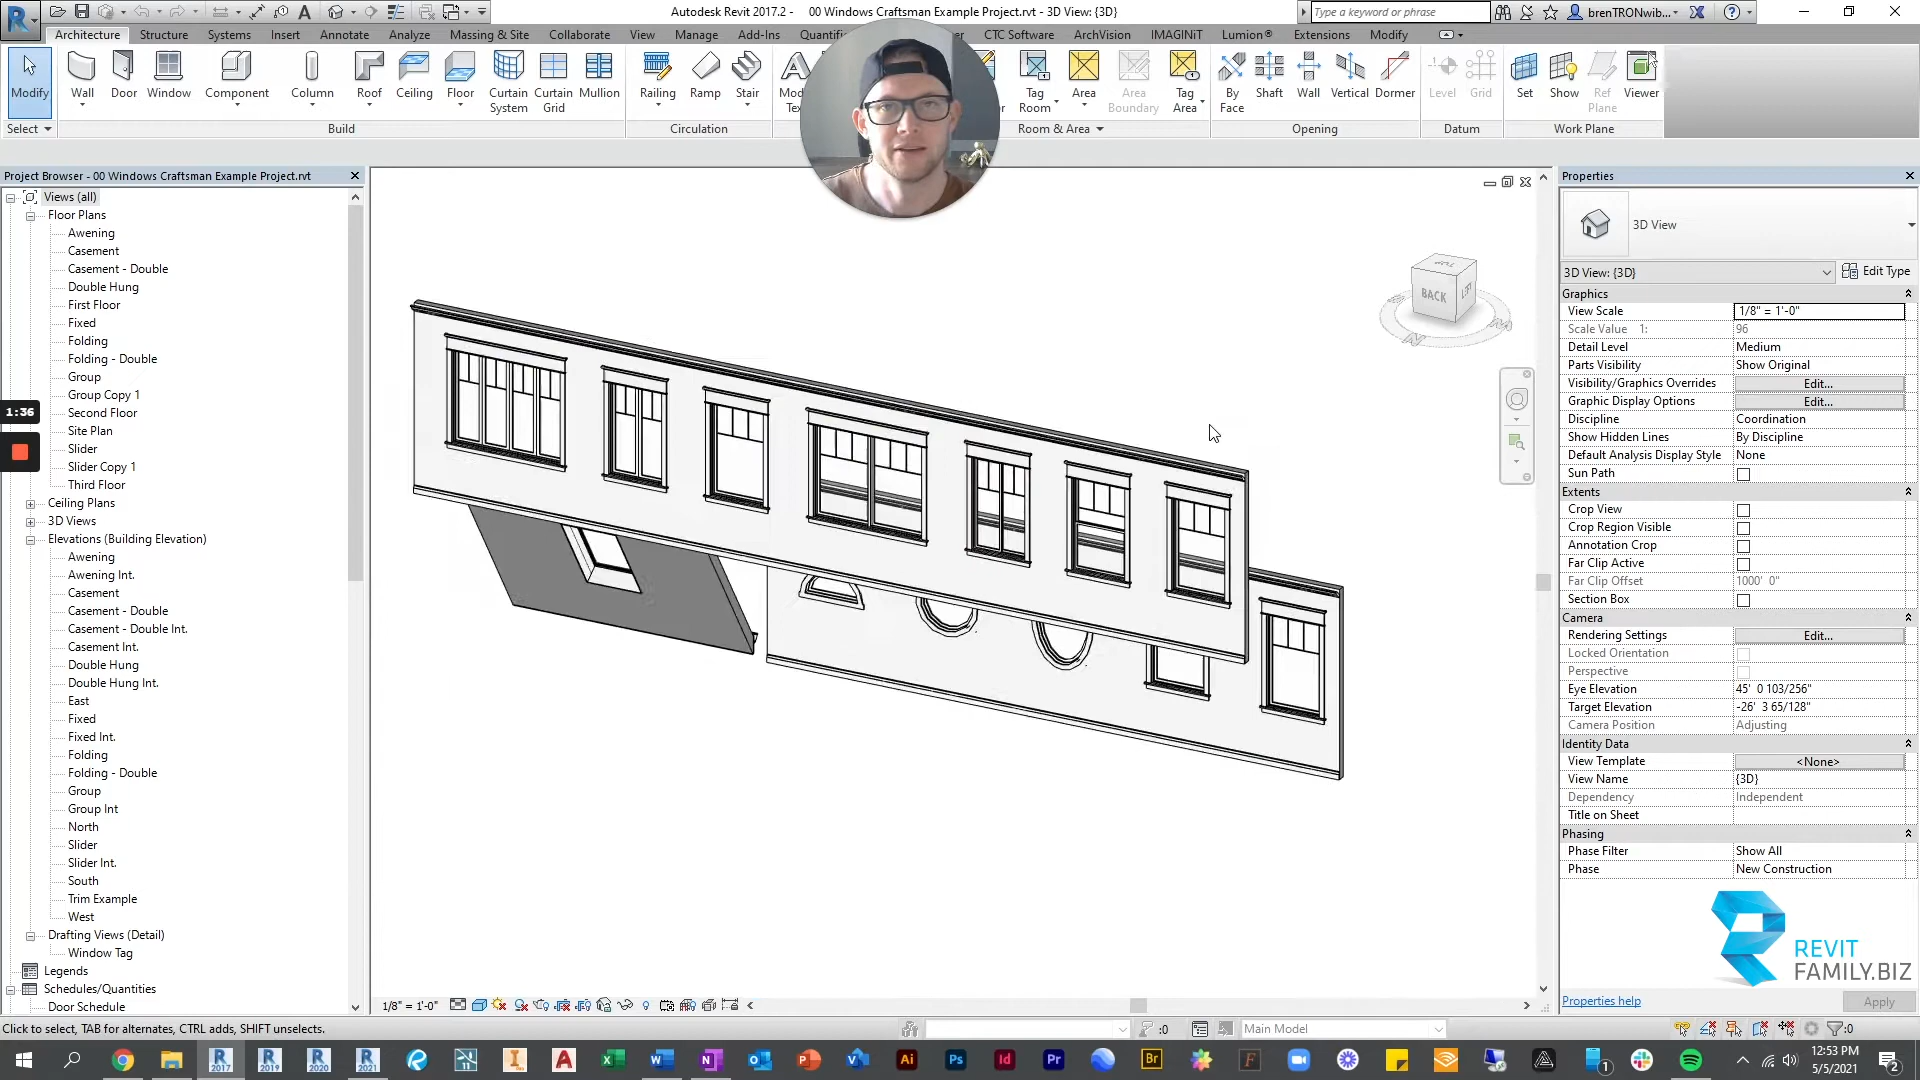 Autodesk Revit 2017.2 - 00 Windows Craftsman Example Project.rvt - 3D View: {3D}
Type a keyword or phrase
brenTRONwib...
Architecture Structure Systems Insert Annotate Analyze Massing & Site Collaborate View Manage Add-Ins Quantifi er CTC Software ArchVision IMAGINiT Lumion® Extensions Modify
Modify Wall Door Window Component Column Roof Ceiling Floor Curtain System Curtain Grid Mullion Railing Ramp Stair Mod Text Tag Room Area Area Boundary Tag Area By Face Shaft Wall Vertical Dormer Level Grid Set Show Ref Plane Viewer
Select Build Circulation Room & Area Opening Datum Work Plane
Project Browser - 00 Windows Craftsman Example Project.rvt
Views (all)
Floor Plans
Awening
Casement
Casement - Double
Double Hung
First Floor
Fixed
Folding
Folding - Double
Group
Group Copy 1
Second Floor
Site Plan
Slider
Slider Copy 1
Third Floor
Ceiling Plans
3D Views
Elevations (Building Elevation)
Awening
Awening Int.
Casement
Casement - Double
Casement - Double Int.
Casement Int.
Double Hung
Double Hung Int.
East
Fixed
Fixed Int.
Folding
Folding - Double
Group
Group Int
North
Slider
Slider Int.
South
Trim Example
West
Drafting Views (Detail)
Window Tag
Legends
Schedules/Quantities
Door Schedule
1:36
TOP
BACK
LEFT
Properties
3D View
3D View: {3D} Edit Type
Graphics
View Scale 1/8" = 1'-0"
Scale Value 1: 96
Detail Level Medium
Parts Visibility Show Original
Visibility/Graphics Overrides Edit...
Graphic Display Options Edit...
Discipline Coordination
Show Hidden Lines By Discipline
Default Analysis Display Style None
Sun Path
Extents
Crop View
Crop Region Visible
Annotation Crop
Far Clip Active
Far Clip Offset 1000' 0"
Section Box
Camera
Rendering Settings Edit...
Locked Orientation
Perspective
Eye Elevation 45' 0 103/256"
Target Elevation -26' 3 65/128"
Camera Position Adjusting
Identity Data
View Template <None>
View Name {3D}
Dependency Independent
Title on Sheet
Phasing
Phase Filter Show All
Phase New Construction
REVIT
FAMILY.BIZ
Properties help Apply
1/8" = 1'-0"
Click to select, TAB for alternates, CTRL adds, SHIFT unselects.
:0 Main Model :0
12:53 PM
5/5/2021